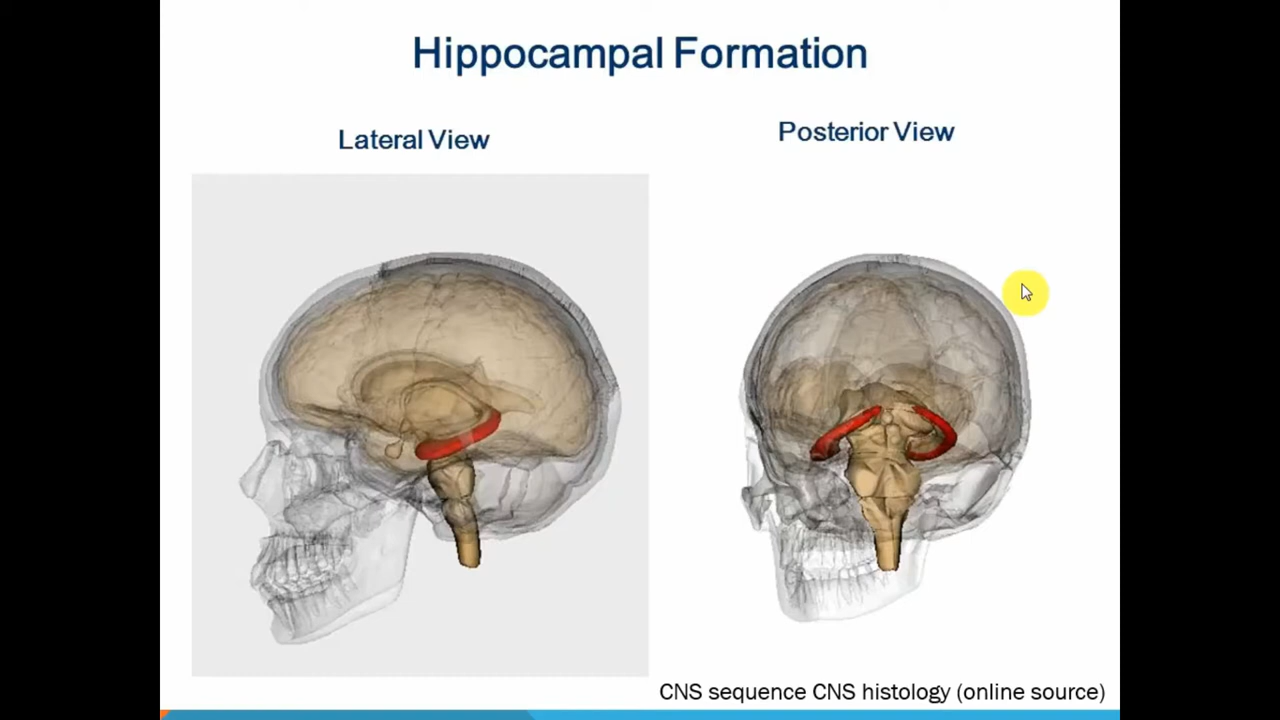 Hippocampal Formation
Lateral View
Posterior View
CNS sequence CNS histology (online source)